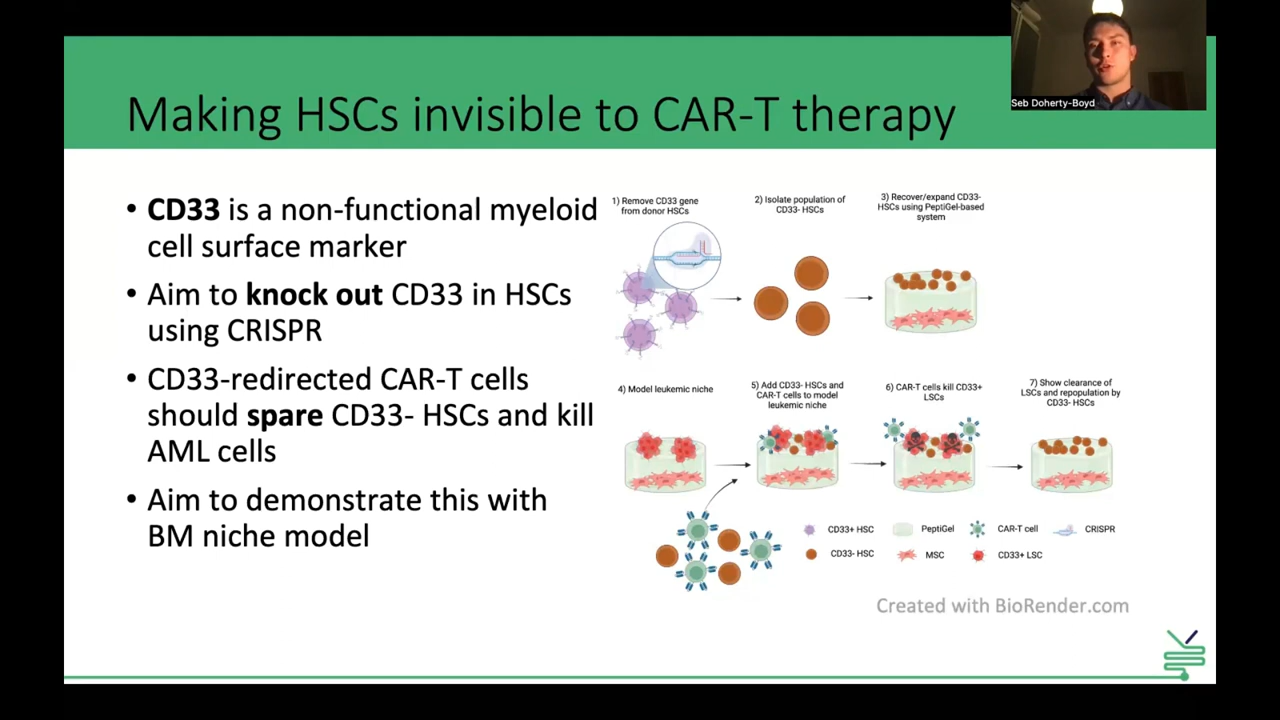 Making HSCs invisible to CAR-T therapy
Seb Doherty-Boyd
• CD33 is a non-functional myeloid
cell surface marker
• Aim to knock out CD33 in HSCs
using CRISPR
• CD33-redirected CAR-T cells
should spare CD33- HSCs and kill
AML cells
• Aim to demonstrate this with
BM niche model
1) Remove CD33 gene
from donor HSCs
2) Isolate population of
CD33- HSCs
3) Recover/expand CD33-
HSCs using PeptiGel-based
system
4) Model leukemic niche
5) Add CD33- HSCs and
CAR-T cells to model
leukemic niche
6) CAR-T cells kill CD33+
LSCs
7) Show clearance of
LSCs and repopulation by
CD33- HSCs
CD33+ HSC
PeptiGel
CAR-T cell
CRISPR
CD33- HSC
MSC
CD33+ LSC
Created with BioRender.com